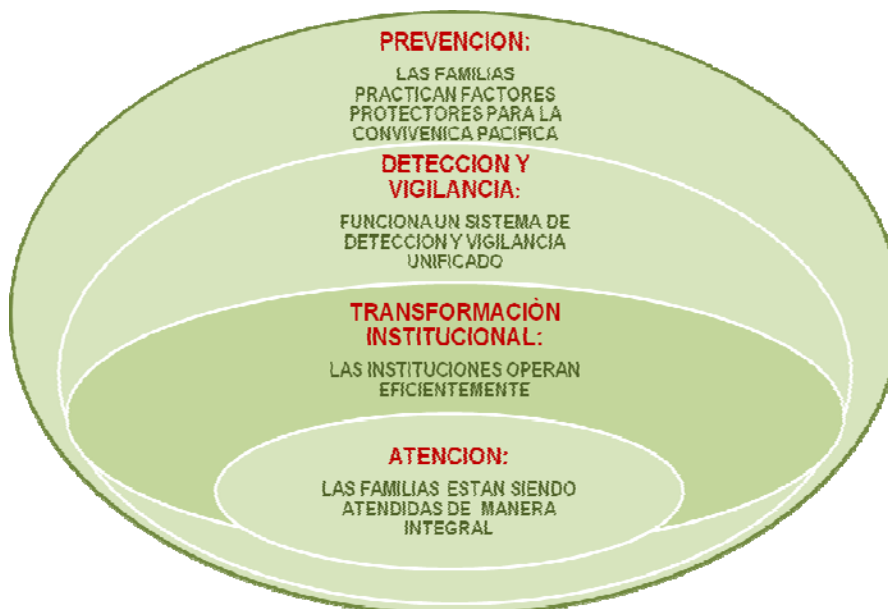 PREVENCION:
LAS FAMILIAS
PRACTICAN FACTORES
PROTECTORES PARA LA
CONVIVENICA PACIFICA
DETECCION Y
VIGILANCIA:
FUNCIONA UN SISTEMA DE
DETECCION Y VIGILANCIA
UNIFICADO
TRANSFORMACIÓN
INSTITUCIONAL:
LAS INSTITUCIONES OPERAN
EFICIENTEMENTE
ATENCION:
LAS FAMILIAS ESTAN SIENDO
ATENDIDAS DE MANERA
INTEGRAL